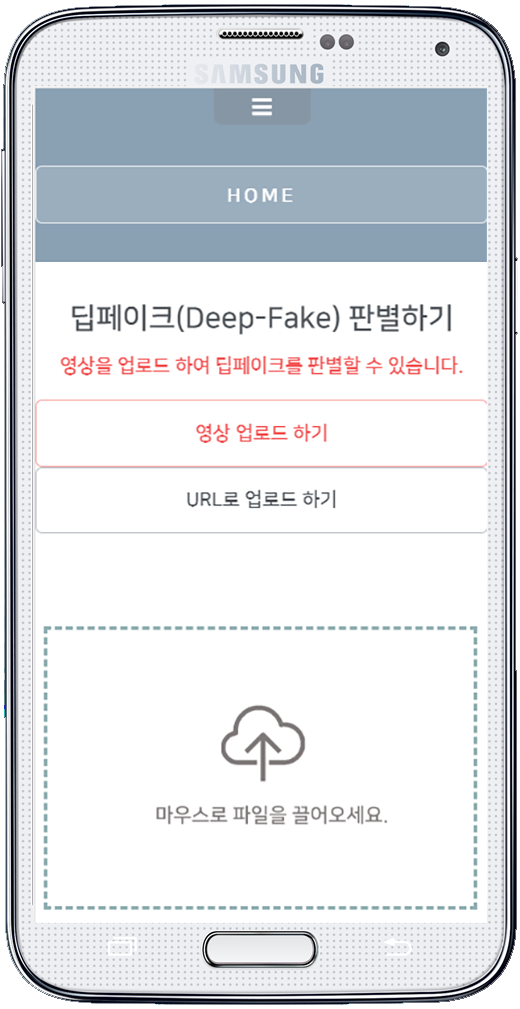 SAMSUNG
HOME
딥페이크(Deep-Fake) 판별하기
영상을 업로드 하여 딥페이크를 판별할 수 있습니다.
영상 업로드 하기
URL로 업로드 하기
마우스로 파일을 끌어오세요.